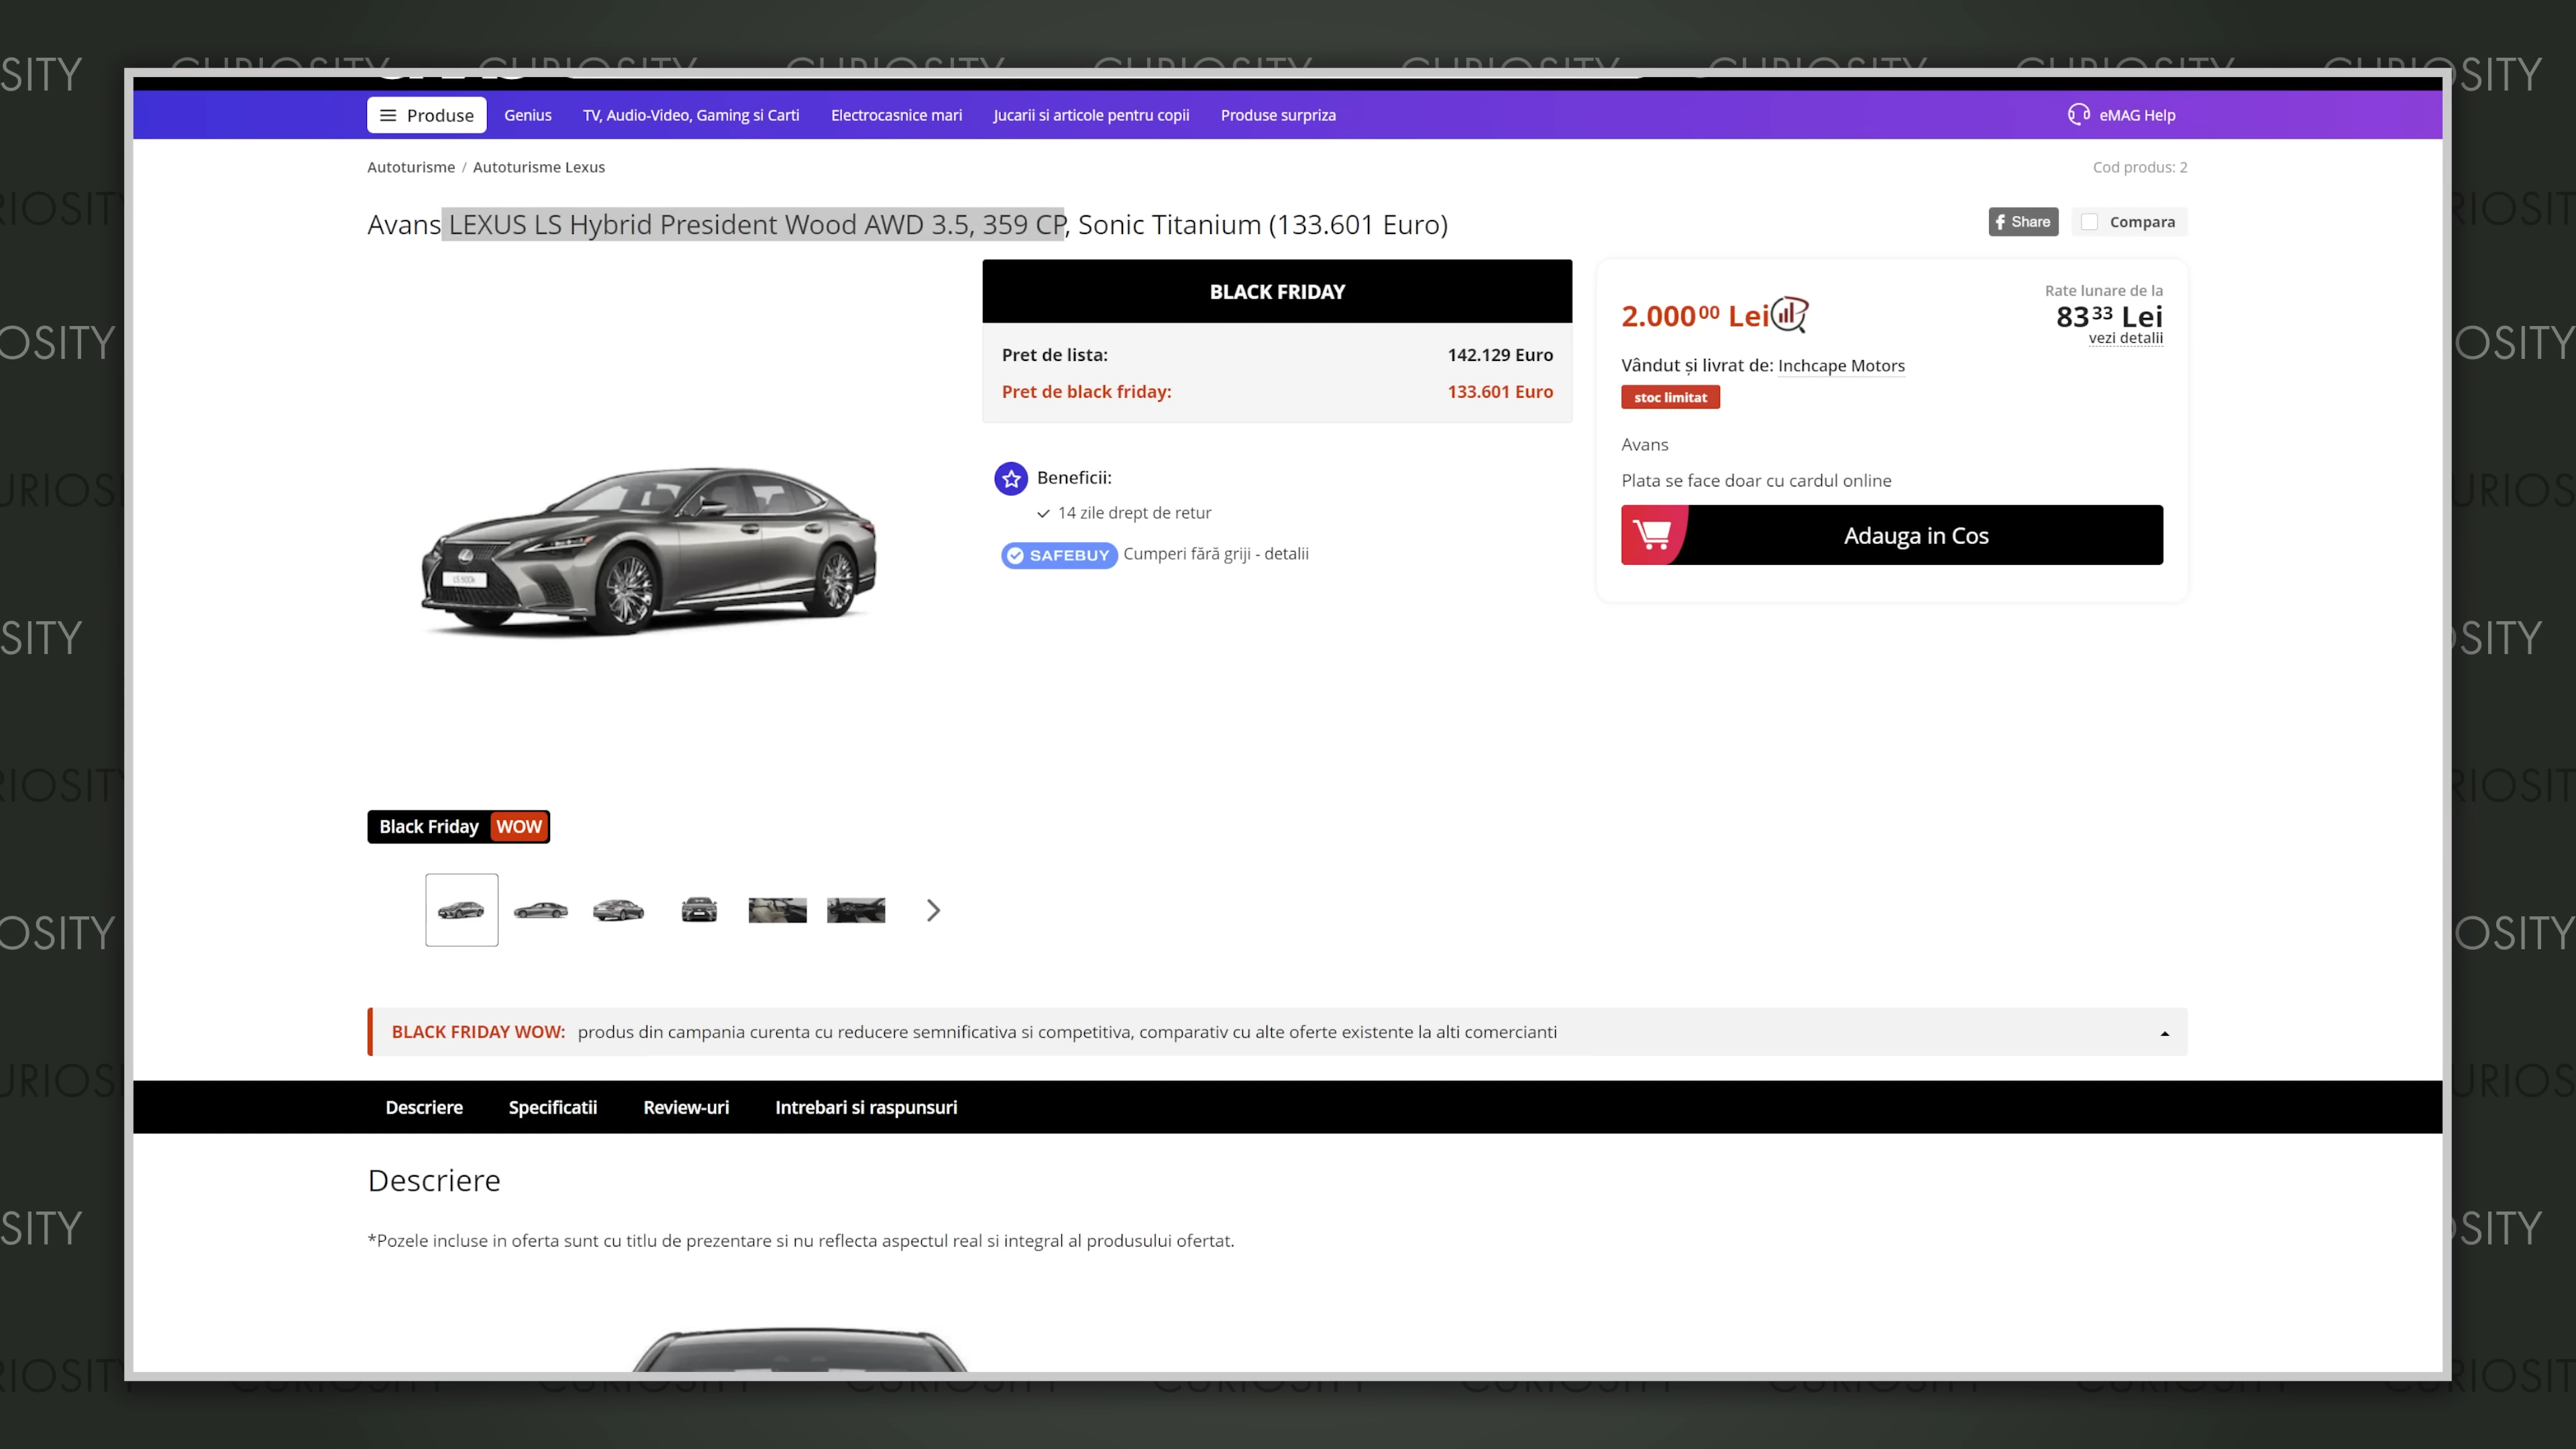 Produse
Genius
TV, Audio-Video, Gaming si Carti
Electrocasnice mari
Jucarii si articole pentru copii
Produse surpriza
eMAG Help
Autoturisme / Autoturisme Lexus
Cod produs: 2
Avans LEXUS LS Hybrid President Wood AWD 3.5, 359 CP, Sonic Titanium (133.601 Euro)
Share
Compara
BLACK FRIDAY
Pret de lista: 142.129 Euro
Pret de black friday: 133.601 Euro
Beneficii:
14 zile drept de retur
SAFEBUY Cumperi fără griji - detalii
2.000⁰⁰ Lei
Rate lunare de la
83³³ Lei
vezi detalii
Vândut și livrat de: Inchcape Motors
stoc limitat
Avans
Plata se face doar cu cardul online
Adauga in Cos
Black Friday WOW
BLACK FRIDAY WOW: produs din campania curenta cu reducere semnificativa si competitiva, comparativ cu alte oferte existente la alti comercianti
Descriere
Specificatii
Review-uri
Intrebari si raspunsuri
Descriere
*Pozele incluse in oferta sunt cu titlu de prezentare si nu reflecta aspectul real si integral al produsului ofertat.